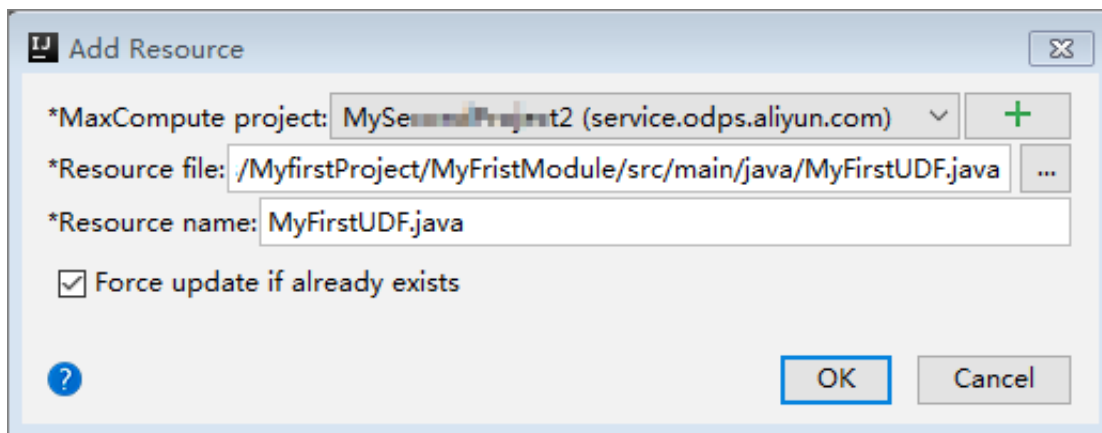 IJ Add Resource
*MaxCompute project: (service.odps.aliyun.com)
*Resource file: /MyfirstProject/MyFristModule/src/main/java/MyFirstUDF.java ...
*Resource name: MyFirstUDF.java
Force update if already exists
? OK Cancel